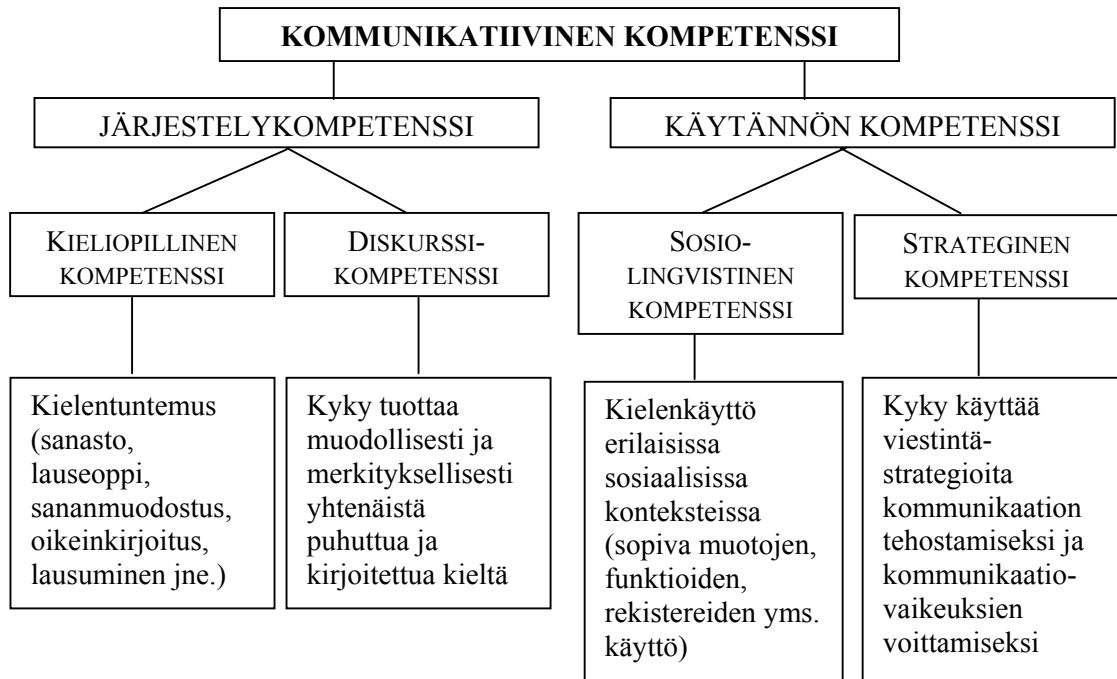 KOMMUNIKATIIVINEN KOMPETENSSI
JÄRJESTELYKOMPETENSSI
KÄYTÄNNÖN KOMPETENSSI
KIELIOPILLINEN
KOMPETENSSI
DISKURSSI-
KOMPETENSSI
SOSIO-
LINGVISTINEN
KOMPETENSSI
STRATEGINEN
KOMPETENSSI
Kielentuntemus
(sanasto,
lauseoppi,
sananmuodostus,
oikeinkirjoitus,
lausuminen jne.)
Kyky tuottaa
muodollisesti ja
merkityksellisesti
yhtenäistä
puhuttua ja
kirjoitettua kieltä
Kielenkäyttö
erilaisissa
sosiaalisissa
konteksteissa
(sopiva muotojen,
funktioiden,
rekistereiden yms.
käyttö)
Kyky käyttää
viestintä-
strategioita
kommunikaation
tehostamiseksi ja
kommunikaatio-
vaikeuksien
voittamiseksi